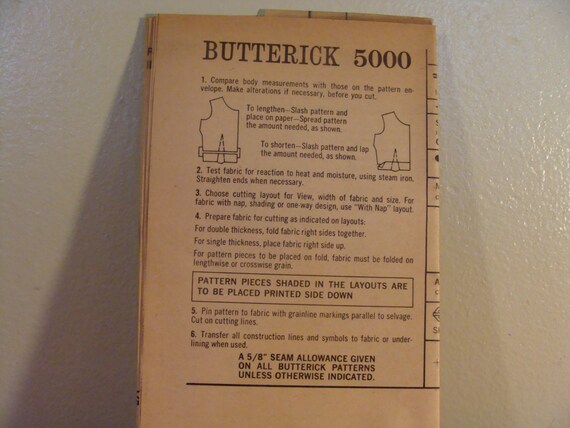 BUTTERICK 5000
1. Compare body measurements with those on the pattern en-
velope. Make alterations if necessary, before you cut.
To lengthen—Slash pattern and
place on paper—Spread pattern
the amount needed, as shown.
To shorten—Slash pattern and lap
the amount needed, as shown.
2. Test fabric for reaction to heat and moisture, using steam iron.
Straighten ends when necessary.
3. Choose cutting layout for View, width of fabric and size. For
fabric with nap, shading or one-way design, use "With Nap" layout.
4. Prepare fabric for cutting as indicated on layouts:
For double thickness, fold fabric right sides together.
For single thickness, place fabric right side up.
For pattern pieces to be placed on fold, fabric must be folded on
lengthwise or crosswise grain.
PATTERN PIECES SHADED IN THE LAYOUTS ARE
TO BE PLACED PRINTED SIDE DOWN
5. Pin pattern to fabric with grainline markings parallel to selvage.
Cut on cutting lines.
6. Transfer all construction lines and symbols to fabric or under-
lining when used.
A 5/8" SEAM ALLOWANCE GIVEN
ON ALL BUTTERICK PATTERNS
UNLESS OTHERWISE INDICATED.